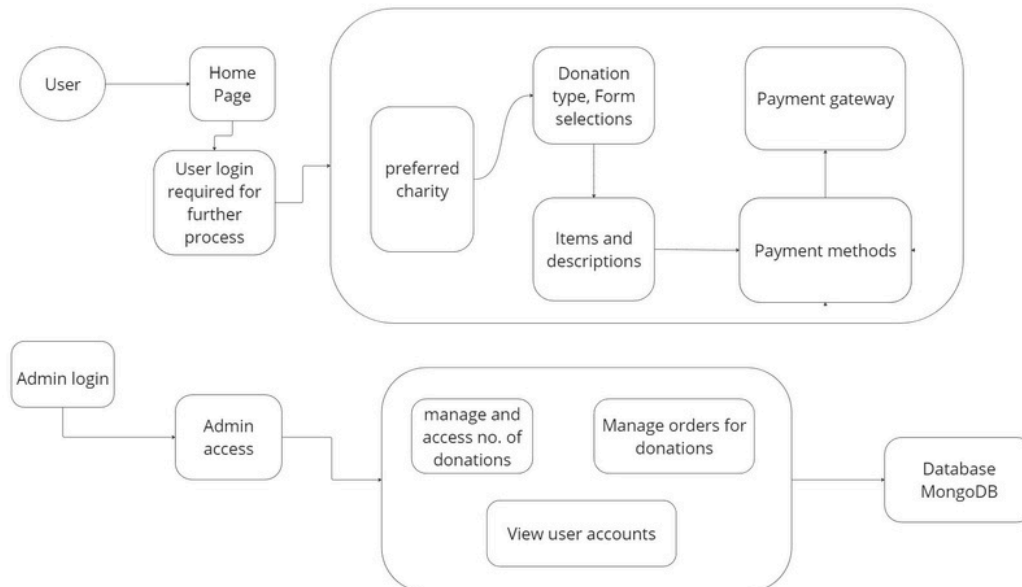 User
Home
Page
User login
required for
further
process
preferred
charity
Donation
type, Form
selections
Items and
descriptions
Payment gateway
Payment methods
Admin login
Admin
access
manage and
access no. of
donations
Manage orders for
donations
View user accounts
Database
MongoDB